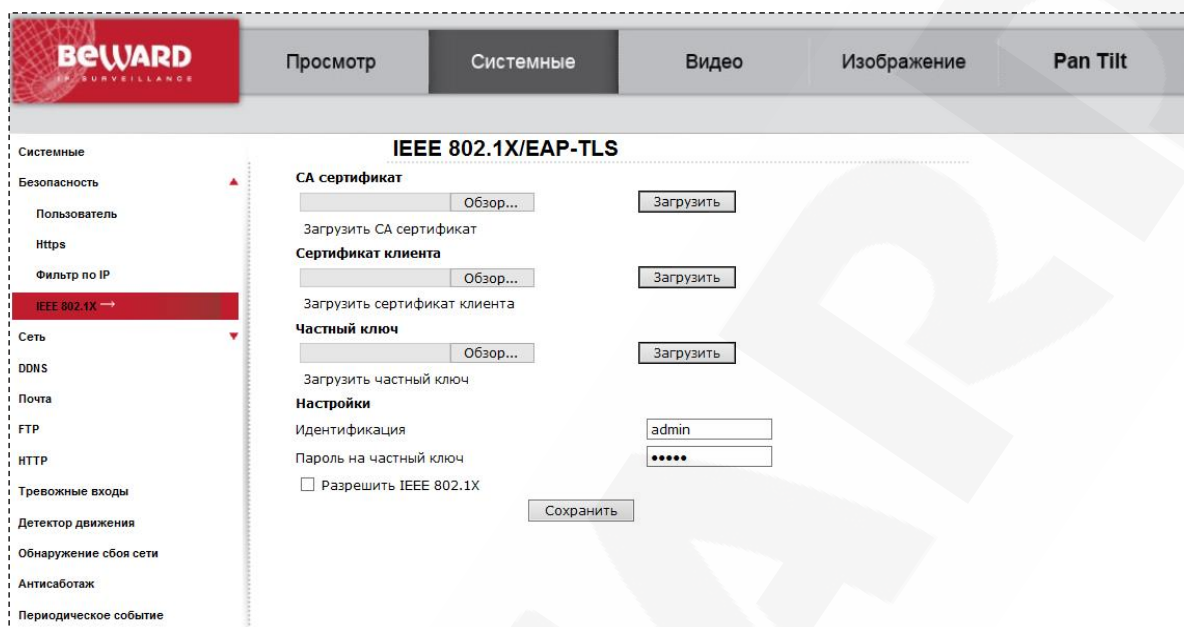 BEWARD
IP SURVEILLANCE
Просмотр
Системные
Видео
Изображение
Pan Tilt
Системные
Безопасность
Пользователь
Https
Фильтр по IP
IEEE 802.1X →
Сеть
DDNS
Почта
FTP
HTTP
Тревожные входы
Детектор движения
Обнаружение сбоя сети
Антисаботаж
Периодическое событие
IEEE 802.1X/EAP-TLS
CA сертификат
Обзор... Загрузить
Загрузить CA сертификат
Сертификат клиента
Обзор... Загрузить
Загрузить сертификат клиента
Частный ключ
Обзор... Загрузить
Загрузить частный ключ
Настройки
Идентификация admin
Пароль на частный ключ •••••
Разрешить IEEE 802.1X
Сохранить